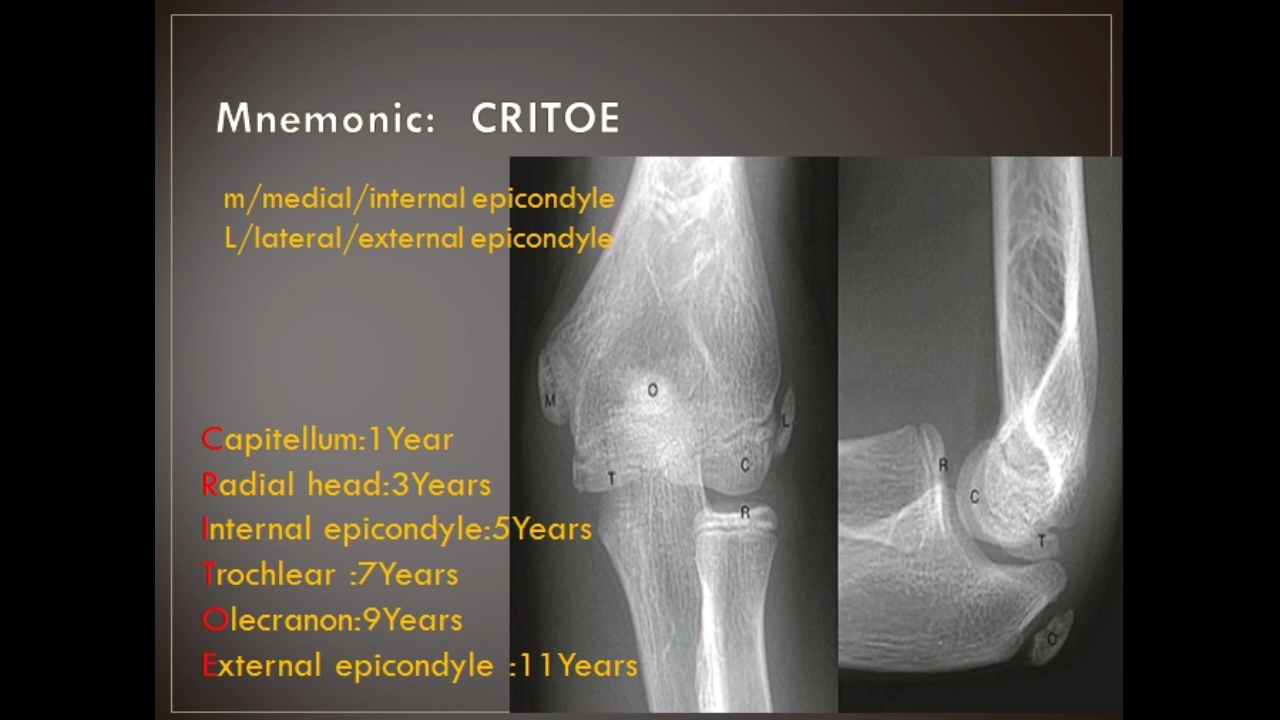 Mnemonic: CRITOE
m/medial/internal epicondyle
L/lateral/external epicondyle
O
M
L
C
T
R
R
C
T
O
Capitellum:1Year
Radial head:3Years
Internal epicondyle:5Years
Trochlear :7Years
Olecranon:9Years
External epicondyle :11Years